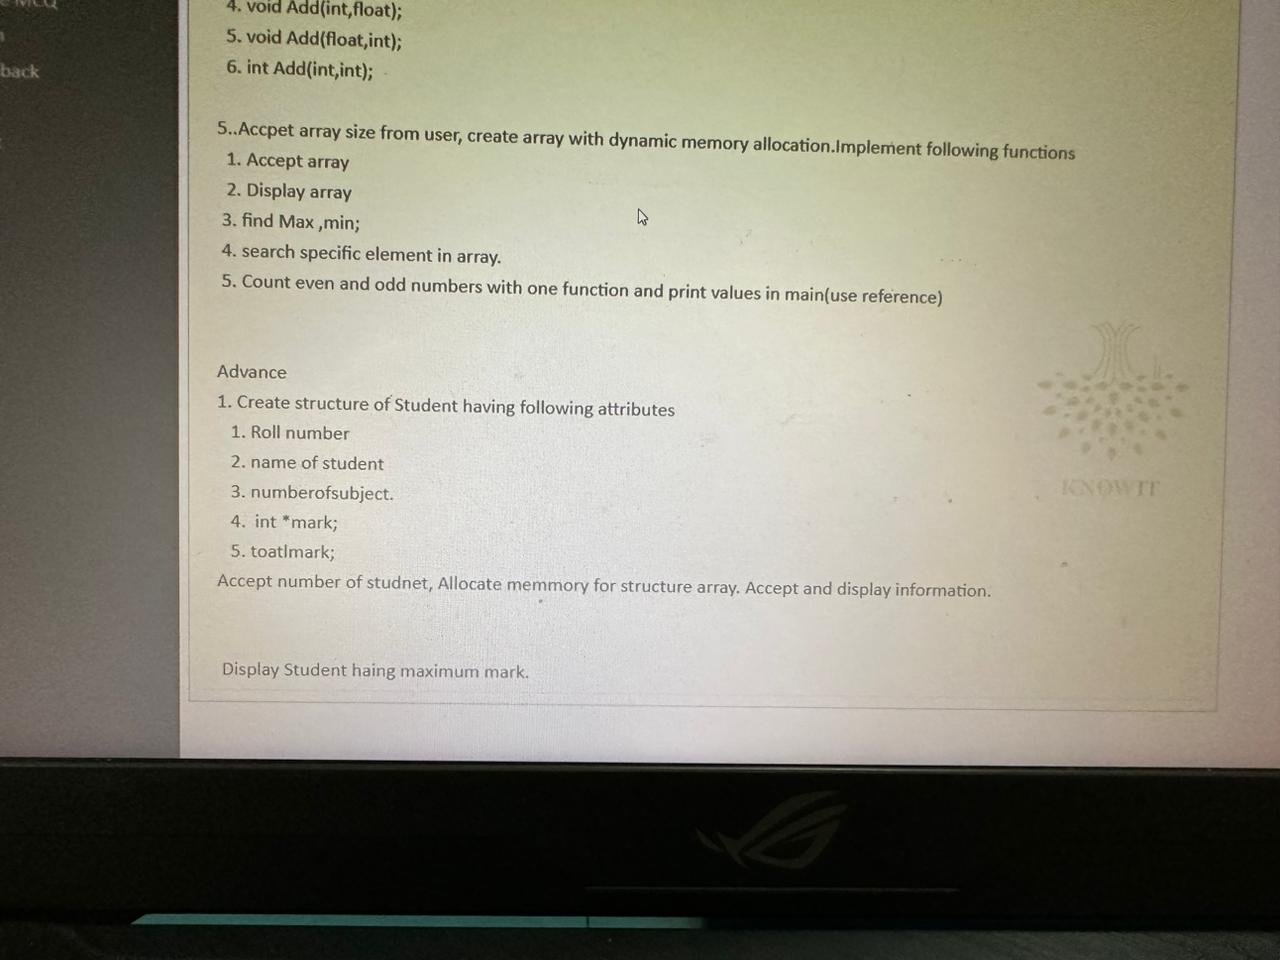 4. void Add(int,float);
5. void Add(float,int);
back
6. int Add(int,int);
5..Accpet array size from user, create array with dynamic memory allocation.Implement following functions
1. Accept array
2. Display array
3. find Max ,min;
4. search specific element in array.
5. Count even and odd numbers with one function and print values in main(use reference)
Advance
1. Create structure of Student having following attributes
1. Roll number
2. name of student
3. numberofsubject.
4. int *mark;
5. toatlmark;
Accept number of studnet, Allocate memmory for structure array. Accept and display information.
Display Student haing maximum mark.
KNOWIT